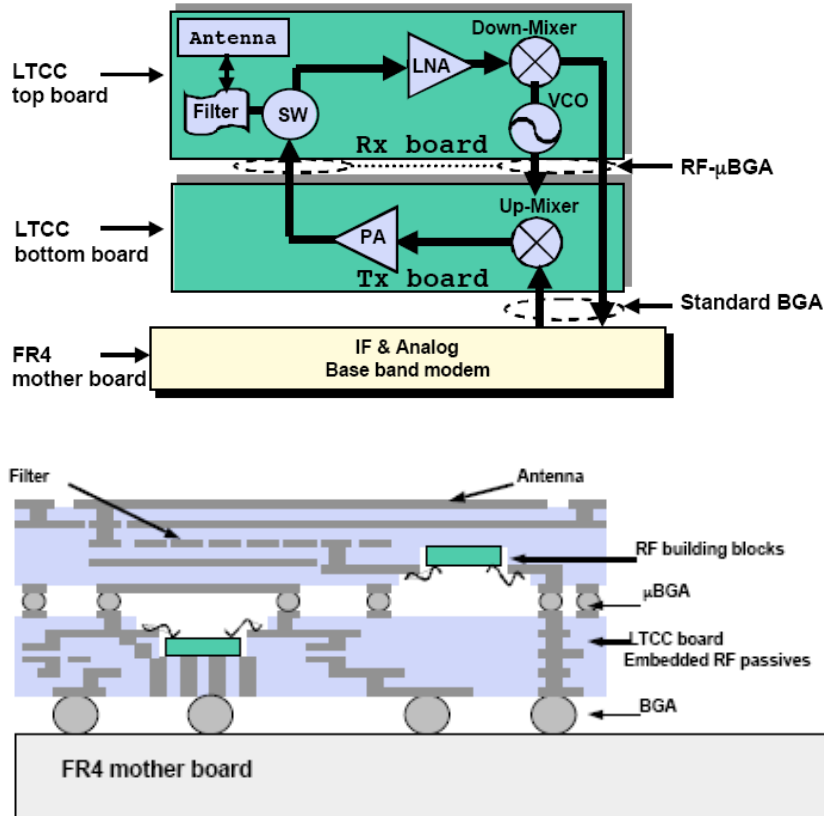 Down-Mixer
Antenna
LTCC
top board
LNA
Filter
SW
VCO
Rx board
RF-μBGA
Up-Mixer
LTCC
bottom board
PA
Tx board
Standard BGA
FR4
mother board
IF & Analog
Base band modem
Filter
Antenna
RF building blocks
μBGA
LTCC board
Embedded RF passives
BGA
FR4 mother board